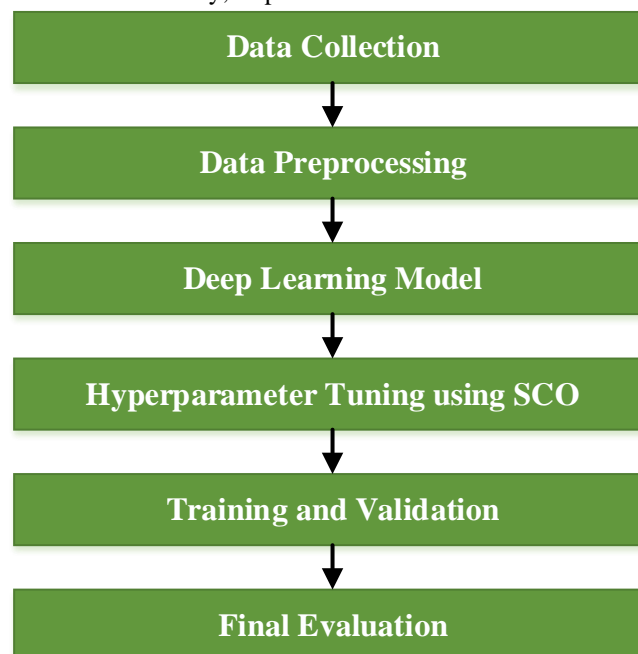 Data Collection
Data Preprocessing
Deep Learning Model
Hyperparameter Tuning using SCO
Training and Validation
Final Evaluation